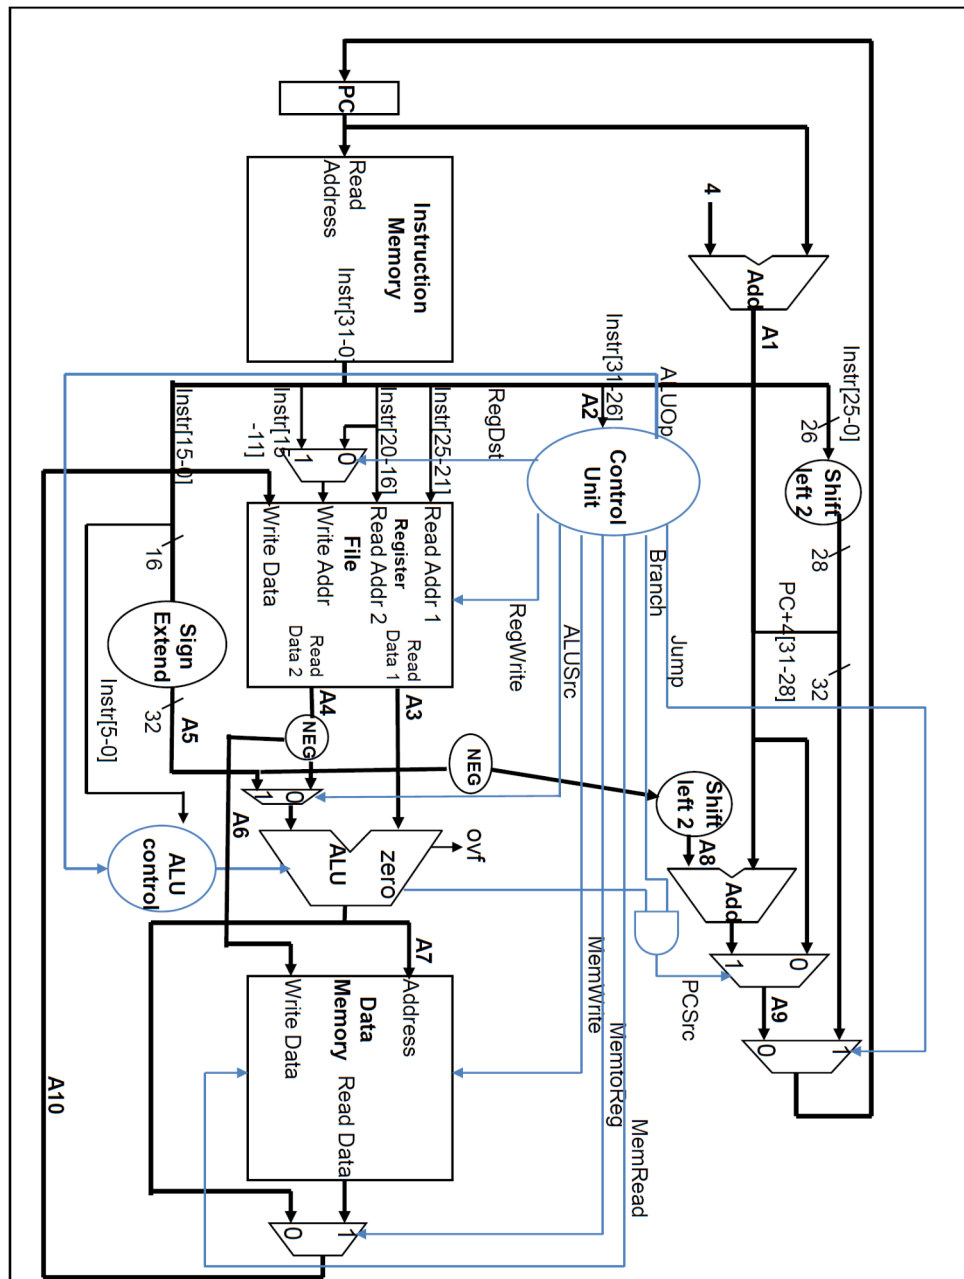 PC
Read
Address
Instruction
Memory
Instr[31-0]
4
Add
A1
Instr[25-0]
26
Shift
left 2
28
PC+4[31-28]
32
ALUOp
Instr[31-26]
A2
Control
Unit
RegDst
Instr[25-21]
Instr[20-16]
Instr[15
-11]
Instr[15-0]
0
1
Read Addr 1
Read Addr 2
Write Addr
Write Data
Register
File
Read
Data 1
Read
Data 2
RegWrite
ALUSrc
Branch
Jump
16
Sign
Extend
32
A5
Instr[5-0]
A3
A4
NEG
NEG
0
1
A6
ALU
control
ALU
zero
ovf
Shift
left 2
A8
Add
0
1
PCSrc
A9
1
0
A7
Address
Data
Memory
Write Data
Read Data
MemWrite
MemtoReg
MemRead
1
0
A10